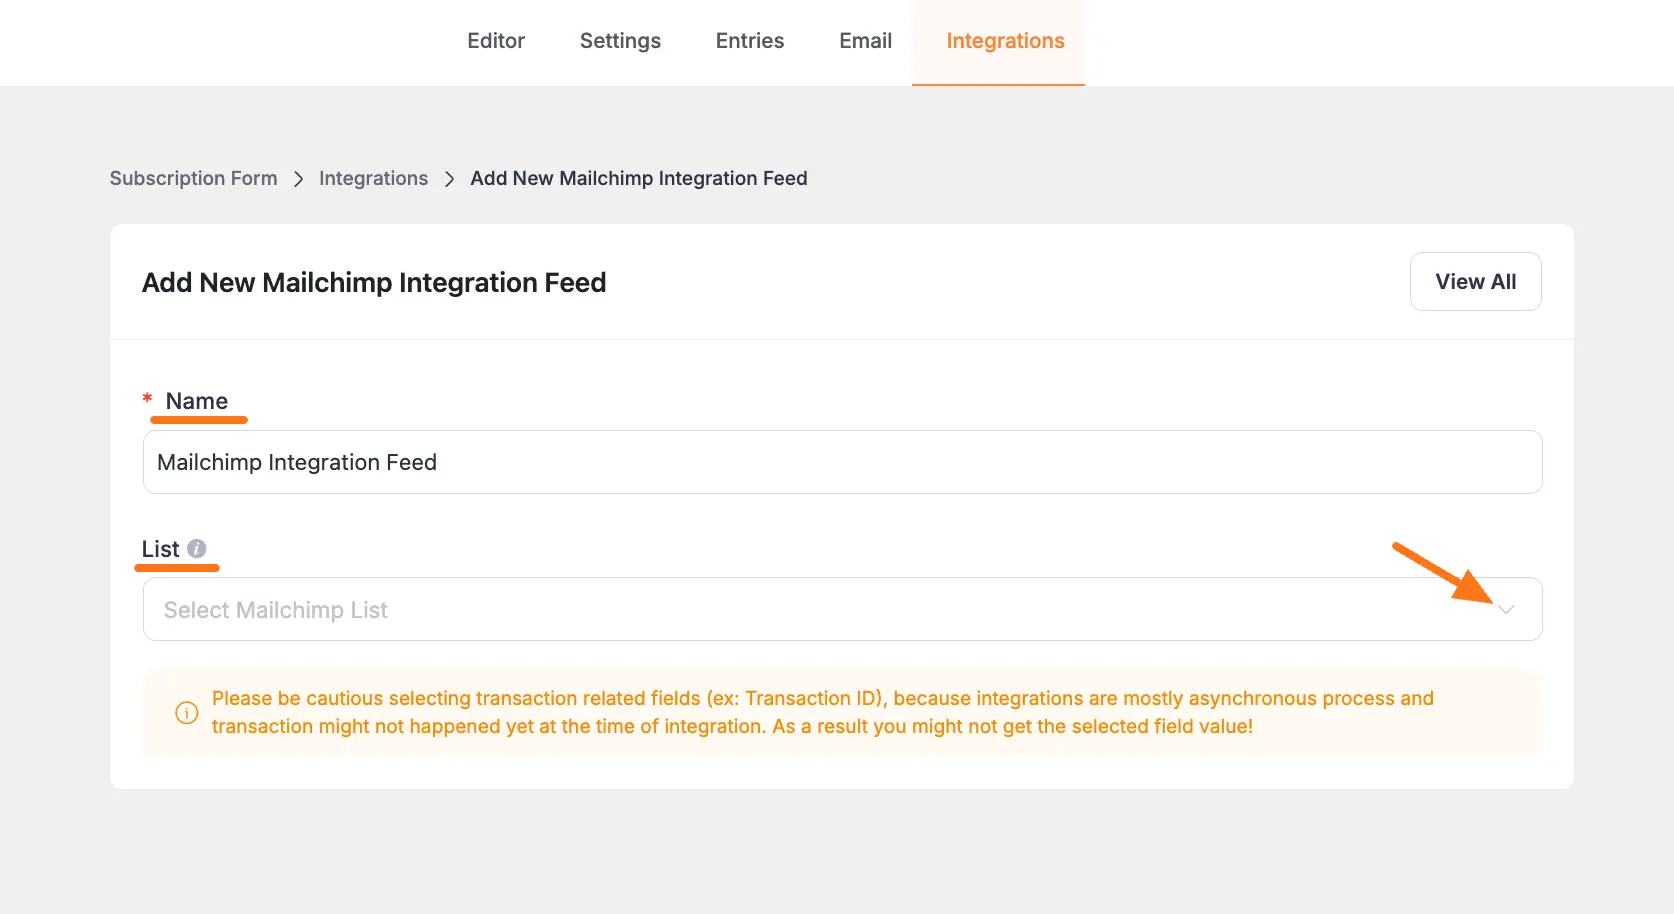 Editor Settings Entries Email Integrations
Subscription Form > Integrations > Add New Mailchimp Integration Feed
Add New Mailchimp Integration Feed
View All
* Name
Mailchimp Integration Feed
List i
Select Mailchimp List
Please be cautious selecting transaction related fields (ex: Transaction ID), because integrations are mostly asynchronous process and
transaction might not happened yet at the time of integration. As a result you might not get the selected field value!